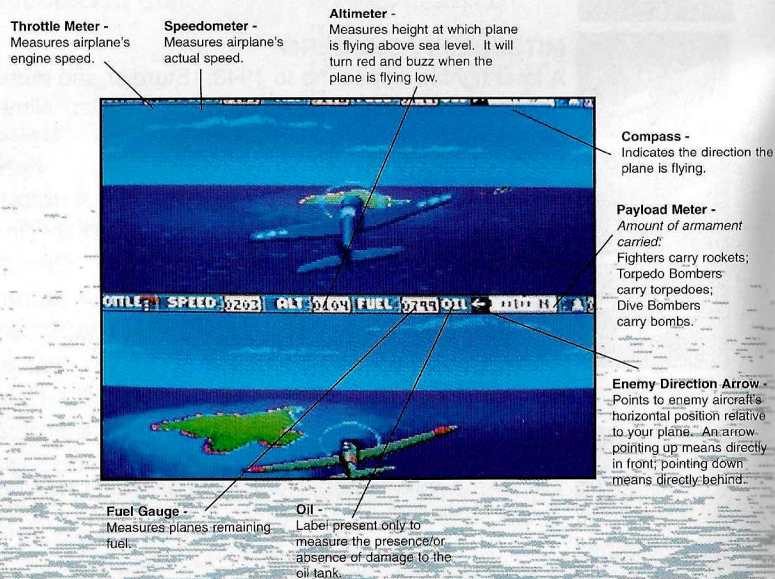 Throttle Meter -
Measures airplane's
engine speed.
Speedometer -
Measures airplane's
actual speed.
Altimeter -
Measures height at which plane
is flying above sea level. It will
turn red and buzz when the
plane is flying low.
Compass -
Indicates the direction the
plane is flying.
Payload Meter -
Amount of armament
carried:
Fighters carry rockets;
Torpedo Bombers
carry torpedoes;
Dive Bombers
carry bombs.
OTTLE SPEED 0203 ALT 0604 FUEL 0799 OIL ← N
Enemy Direction Arrow -
Points to enemy aircraft's
horizontal position relative
to your plane. An arrow
pointing up means directly
in front; pointing down
means directly behind.
Fuel Gauge -
Measures planes remaining
fuel.
Oil -
Label present only to
measure the presence/or
absence of damage to the
oil tank.